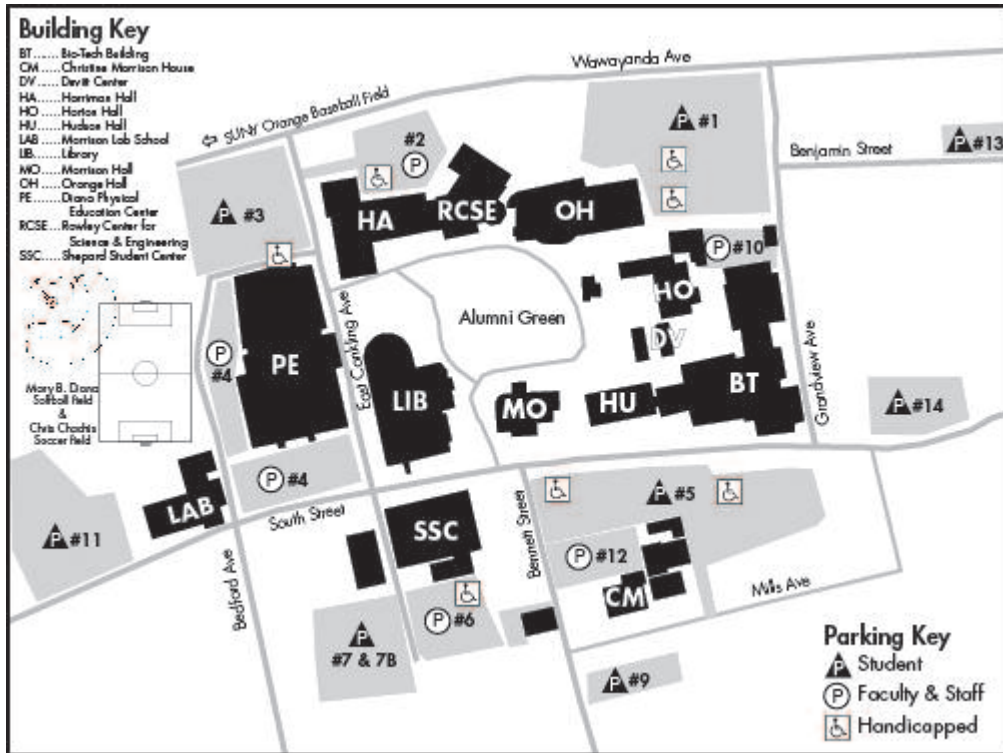 Building Key
BT...... Bio-Tech Building
CM.....Christine Morrison House
DV.....Devitt Center
HA.....Harriman Hall
HO.....Horton Hall
HU.....Hudson Hall
LAB....Morrison Lab School
LIB.....Library
MO....Morrison Hall
OH.....Orange Hall
PE......Diana Physical
Education Center
RCSE...Rowley Center for
Science & Engineering
SSC.....Shepard Student Center
Wawayanda Ave
SUNY Orange Baseball Field
#1
#2
P
P
Benjamin Street
P #13
P #3
HA
RCSE
OH
P #10
HO
Alumni Green
DV
East Conkling Ave
Grandview Ave
P
#4
PE
LIB
MO
HU
BT
P #14
Mary B. Diana
Softball Field
&
Chris Chachis
Soccer Field
P #4
P #5
LAB
South Street
SSC
Bennett Street
P #11
P #12
Bedford Ave
CM
Mills Ave
P #6
P
#7 & 7B
P #9
Parking Key
P Student
P Faculty & Staff
Handicapped